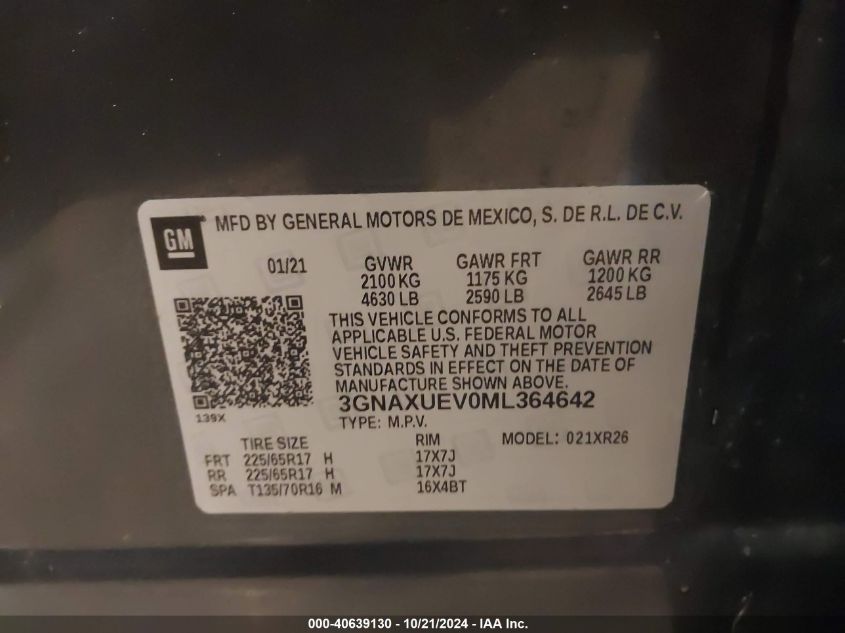 GM
MFD BY GENERAL MOTORS DE MEXICO, S. DE R.L. DE C.V.
01/21 GVWR GAWR FRT GAWR RR
2100 KG 1175 KG 1200 KG
4630 LB 2590 LB 2645 LB
THIS VEHICLE CONFORMS TO ALL
APPLICABLE U.S. FEDERAL MOTOR
VEHICLE SAFETY AND THEFT PREVENTION
STANDARDS IN EFFECT ON THE DATE OF
MANUFACTURE SHOWN ABOVE.
3GNAXUEV0ML364642
139X
TYPE: M.P.V.
TIRE SIZE RIM MODEL: 021XR26
FRT 225/65R17 H 17X7J
RR 225/65R17 H 17X7J
SPA T135/70R16 M 16X4BT
000-40639130 - 10/21/2024 - IAA Inc.